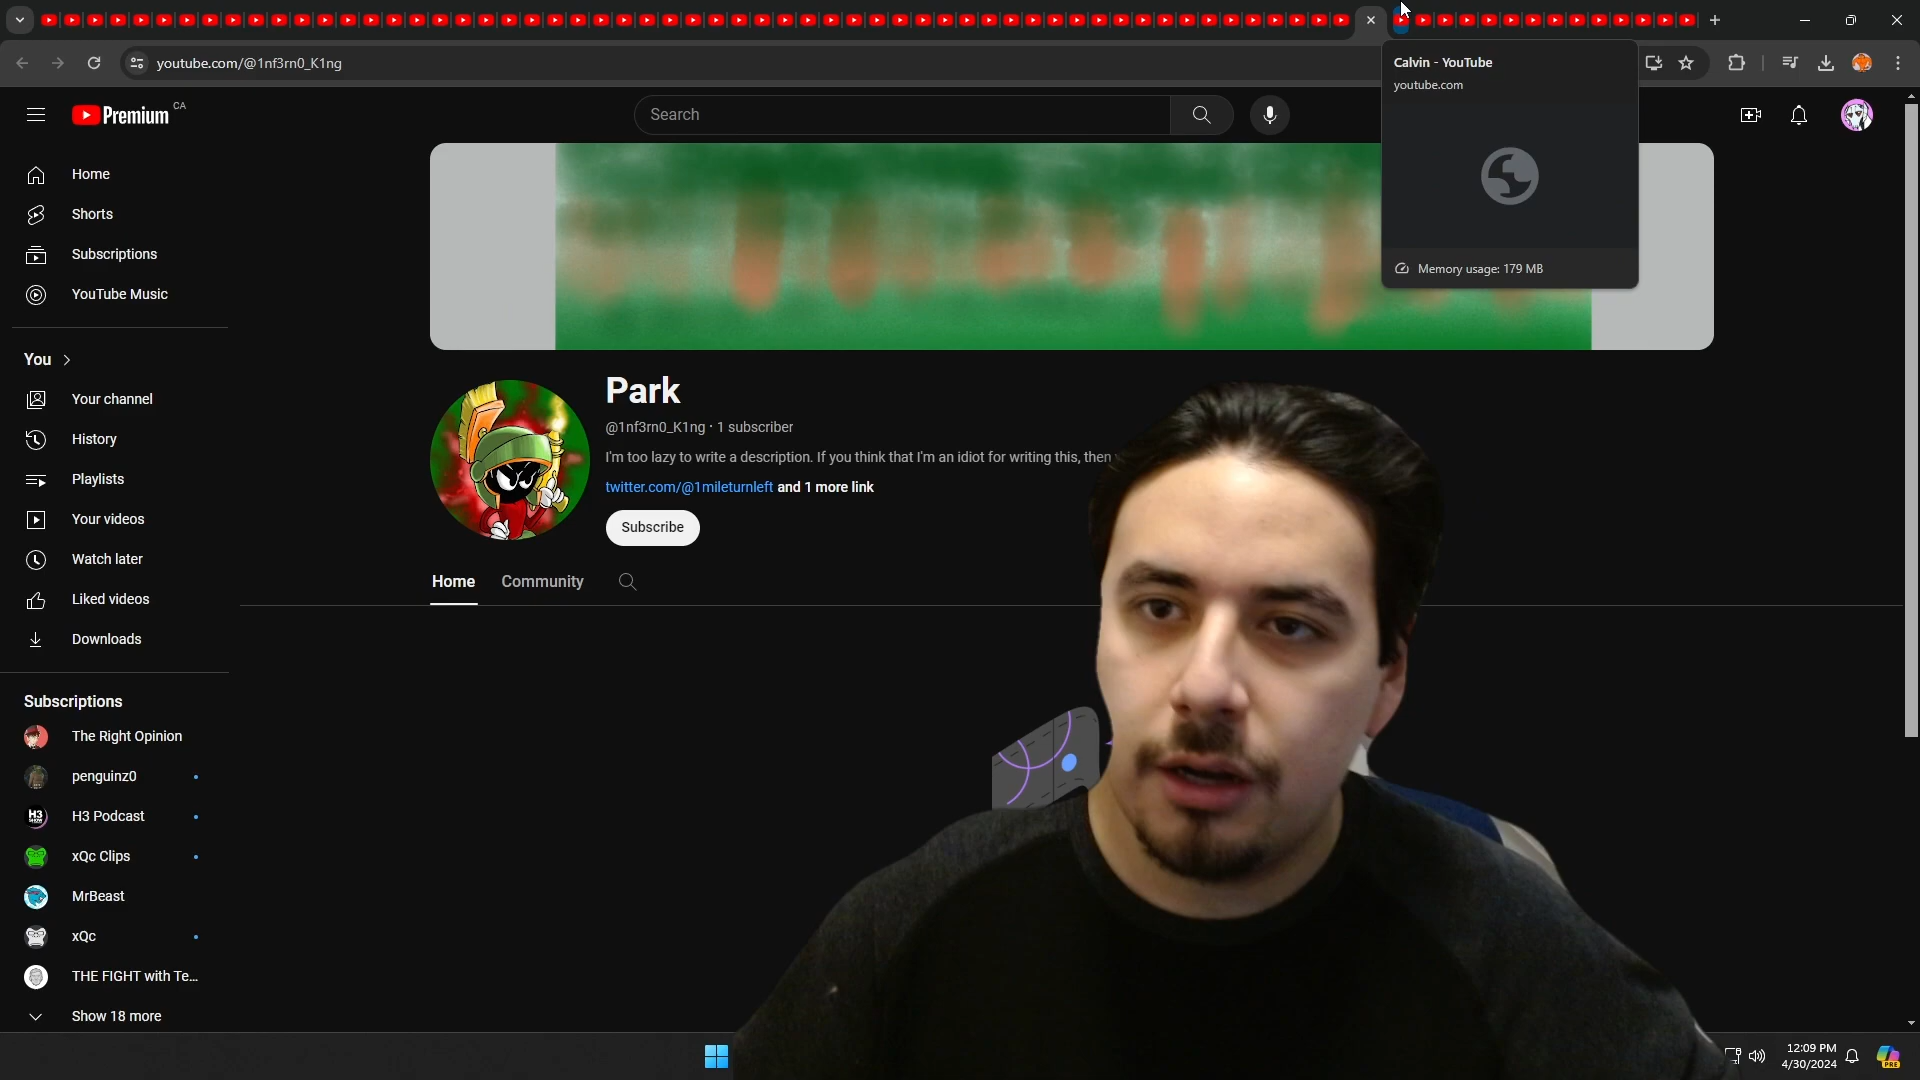 youtube.com/@1nf3rn0_K1ng
Calvin - YouTube
youtube.com
Memory usage: 179 MB
Premium
CA
Search
Home
Shorts
Subscriptions
YouTube Music
You
Your channel
History
Playlists
Your videos
Watch later
Liked videos
Downloads
Subscriptions
The Right Opinion
penguinz0
H3 Podcast
xQc Clips
MrBeast
xQc
THE FIGHT with Te...
Show 18 more
Park
@1nf3rn0_K1ng · 1 subscriber
I'm too lazy to write a description. If you think that I'm an idiot for writing this, then
twitter.com/@1mileturnleft and 1 more link
Subscribe
Home
Community
12:09 PM
4/30/2024